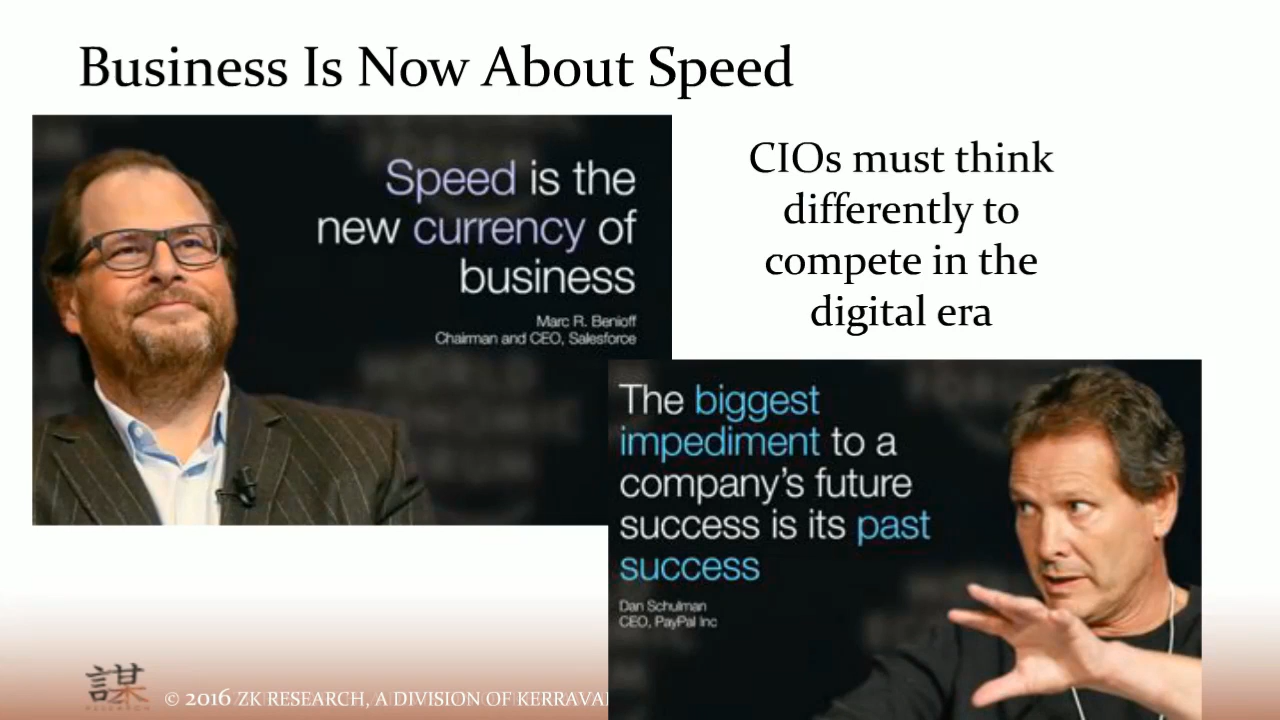 Business Is Now About Speed
Speed is the
new currency of
business
Marc R. Benioff
Chairman and CEO, Salesforce
CIOs must think
differently to
compete in the
digital era
The biggest
impediment to a
company's future
success is its past
success
Dan Schulman
CEO, PayPal Inc
謀
© 2016 ZK RESEARCH, A DIVISION OF KERRAVA